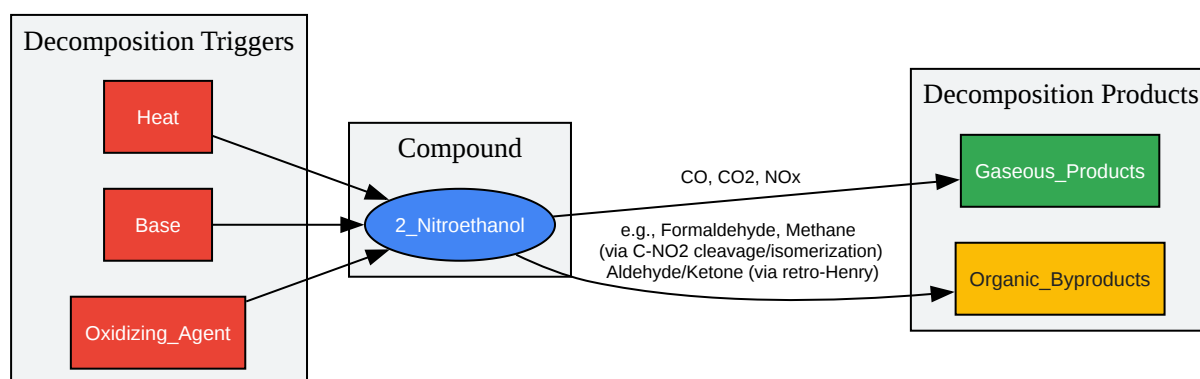 Decomposition Triggers
Heat
Base
Oxidizing_Agent
Compound
2_Nitroethanol
CO, CO2, NOx
e.g., Formaldehyde, Methane
(via C-NO2 cleavage/isomerization)
Aldehyde/Ketone (via retro-Henry)
Decomposition Products
Gaseous_Products
Organic_Byproducts